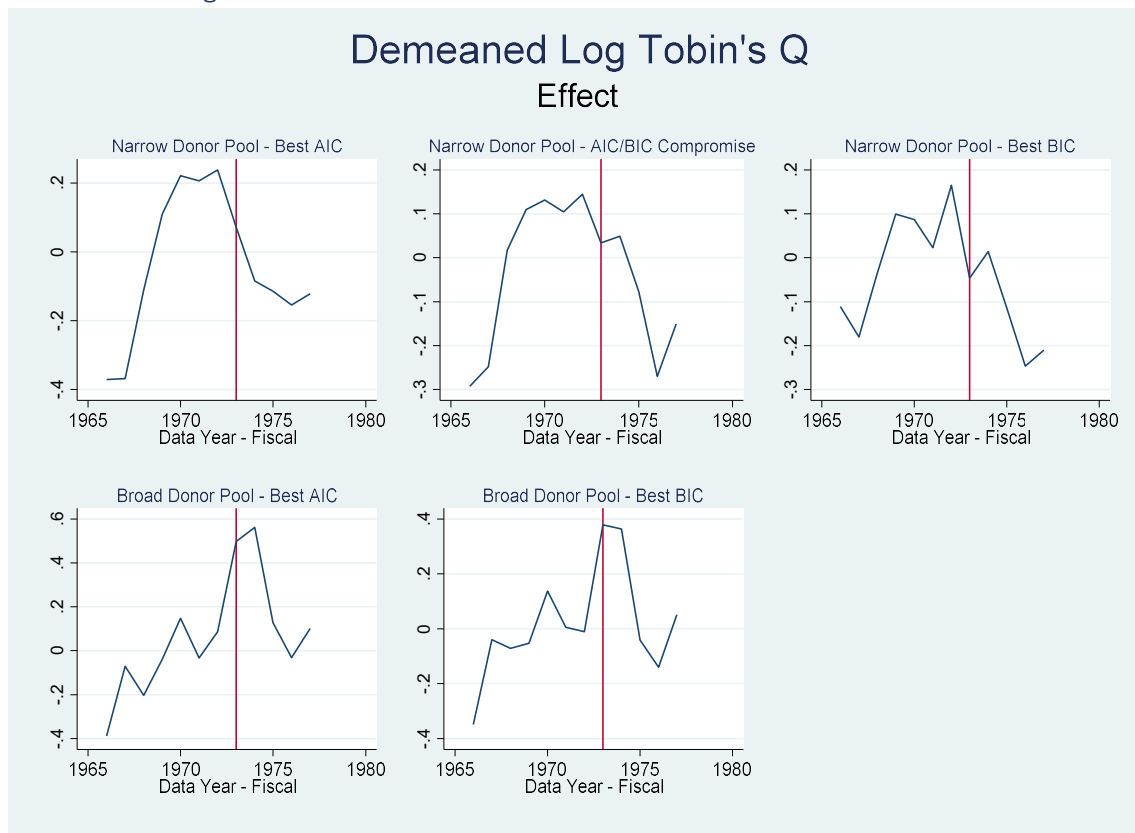 Demeaned Log Tobin's Q
Effect
Narrow Donor Pool - Best AIC
.2
0
-.2
-.4
1965 1970 1975 1980
Data Year - Fiscal
Narrow Donor Pool - AIC/BIC Compromise
.2
.1
0
-.1
-.2
-.3
1965 1970 1975 1980
Data Year - Fiscal
Narrow Donor Pool - Best BIC
.2
.1
0
-.1
-.2
-.3
1965 1970 1975 1980
Data Year - Fiscal
Broad Donor Pool - Best AIC
.6
.4
.2
0
-.2
-.4
1965 1970 1975 1980
Data Year - Fiscal
Broad Donor Pool - Best BIC
.4
.2
0
-.2
-.4
1965 1970 1975 1980
Data Year - Fiscal